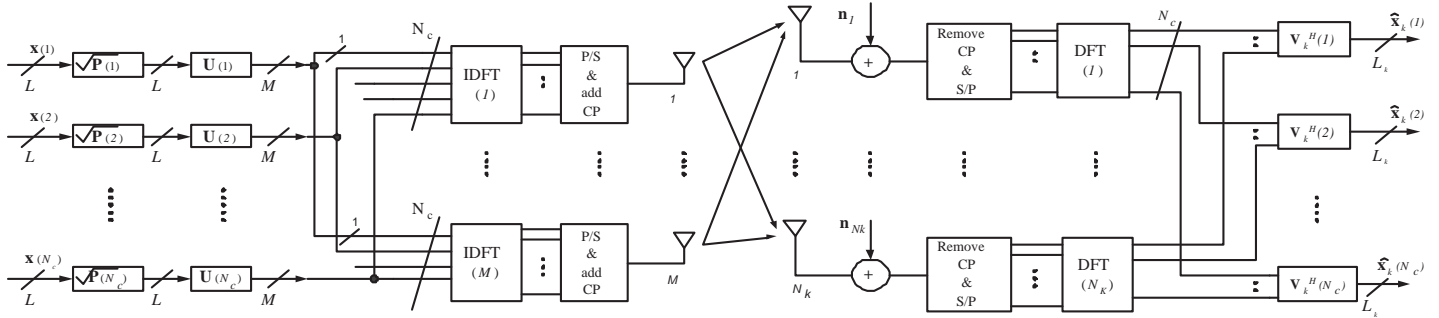 x(1)
L
√P(1)
L
U(1)
M
1
N_c
IDFT
(1)
P/S
&
add
CP
1
1
n_1
+
Remove
CP
&
S/P
DFT
(1)
N_c
V_k^H(1)
x̂_k(1)
L_k
x(2)
L
√P(2)
L
U(2)
M
V_k^H(2)
x̂_k(2)
L_k
x(N_c)
L
√P(N_c)
L
U(N_c)
M
1
N_c
IDFT
(M)
P/S
&
add
CP
M
N_k
n_Nk
+
Remove
CP
&
S/P
DFT
(N_K)
V_k^H(N_c)
x̂_k(N_c)
L_k